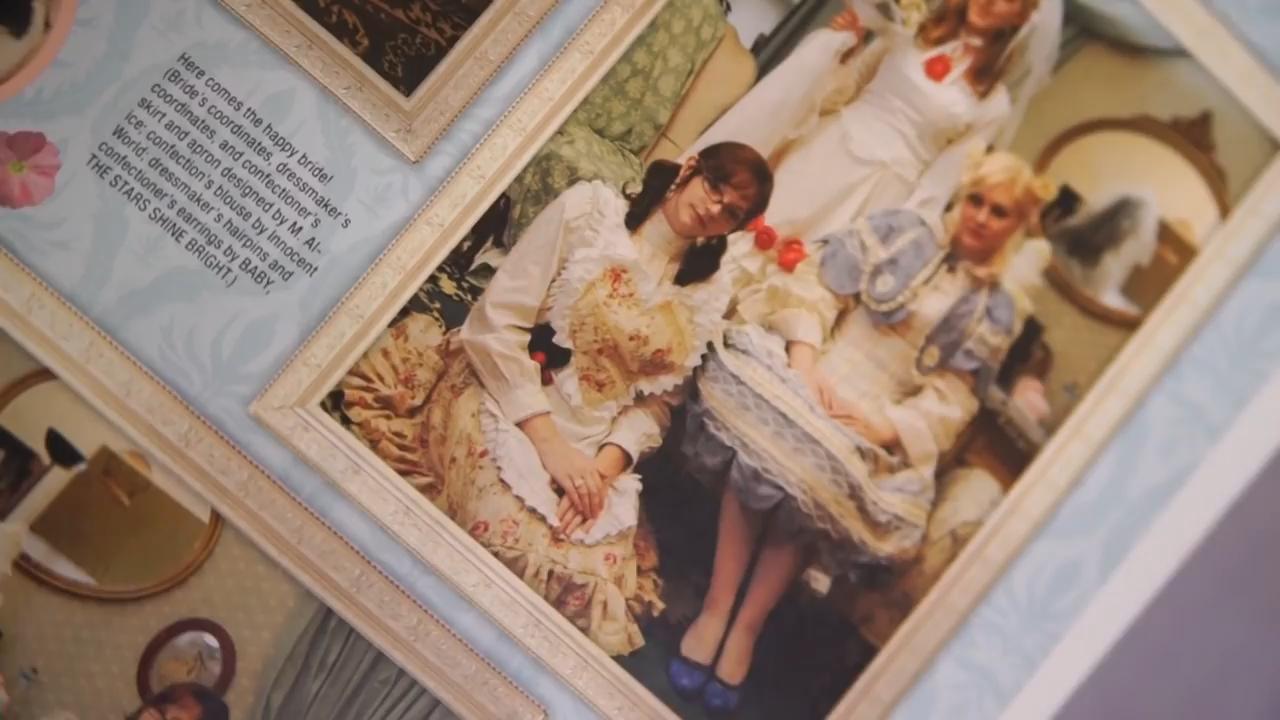 Here comes the happy bride!
(Bride's coordinates, dressmaker's
coordinates, and confectioner's
skirt and apron designed by M. Al-
ice; confection's blouse by Innocent
World; dressmaker's hairpins and
confectioner's earrings by BABY,
THE STARS SHINE BRIGHT.)